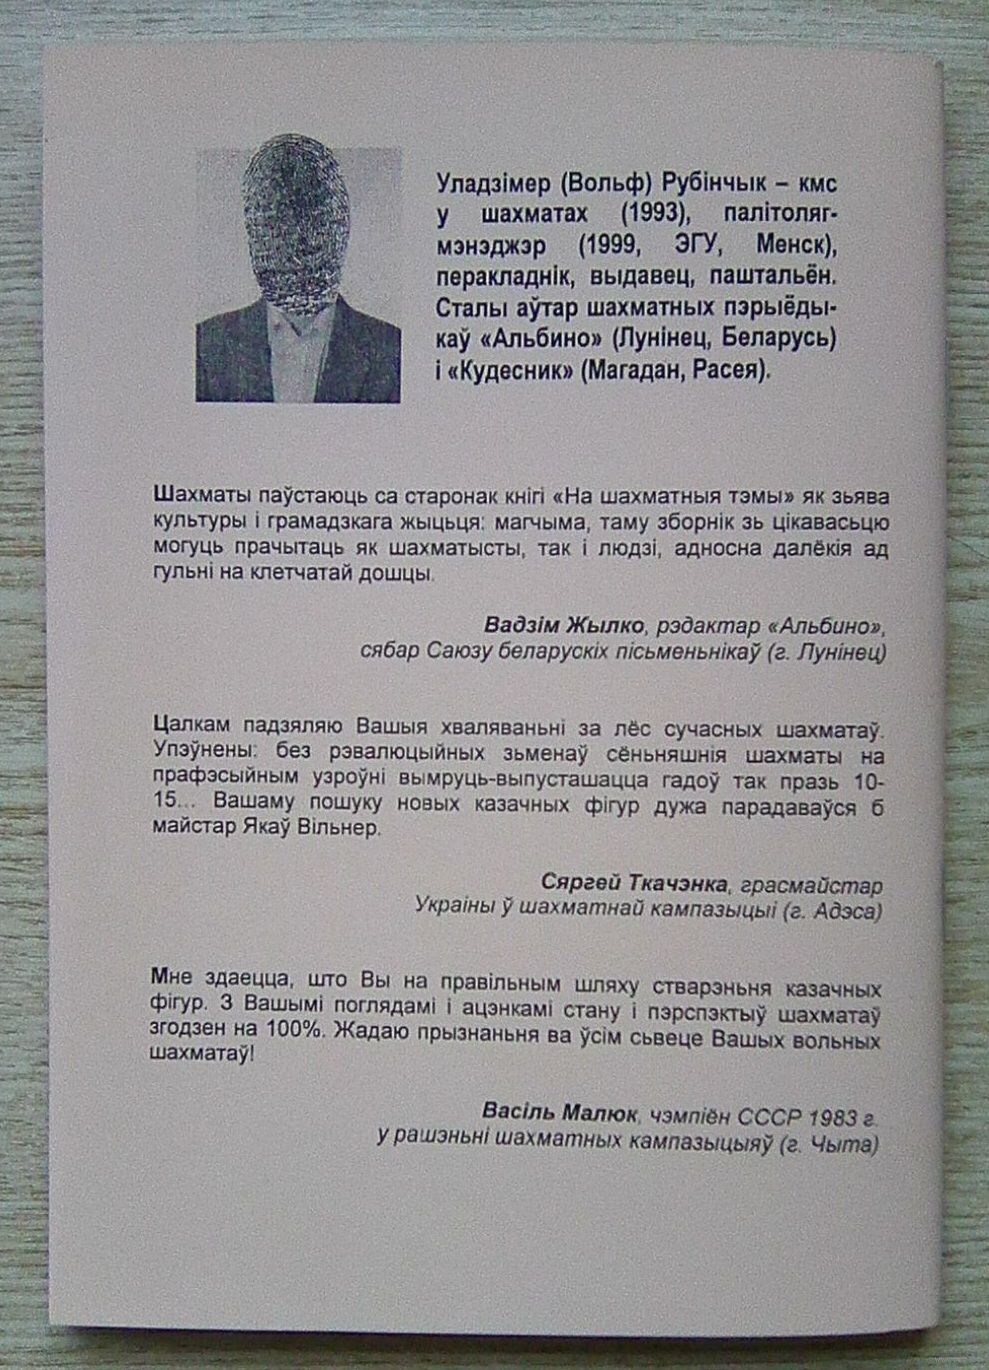 Уладзімер (Вольф) Рубінчык – кмс
у шахматах (1993), палітоляг-
мэнэджэр (1999, ЭГУ, Менск),
перакладнік, выдавец, паштальён.
Сталы аўтар шахматных пэрыёды-
каў «Альбино» (Лунінец, Беларусь)
і «Кудесник» (Магадан, Расея).
Шахматы паўстаюць са старонак кнігі «На шахматныя тэмы» як зьява
культуры і грамадзкага жыцьця: магчыма, таму зборнік зь цікавасьцю
могуць прачытаць як шахматысты, так і людзі, адносна далёкія ад
гульні на клетчатай дошцы.
Вадзім Жылко, рэдактар «Альбино»,
сябар Саюзу беларускіх пісьменьнікаў (г. Лунінец)
Цалкам падзяляю Вашыя хваляваньні за лёс сучасных шахматаў.
Упэўнены: без рэвалюцыйных зьменаў сёньняшнія шахматы на
прафэсыйным узроўні вымруць-выпусташацца гадоў так празь 10-
15... Вашаму пошуку новых казачных фігур дужа парадаваўся б
майстар Якаў Вільнер.
Сяргей Ткачэнка, грасмайстар
Украіны ў шахматнай кампазыцыі (г. Адэса)
Мне здаецца, што Вы на правільным шляху стварэньня казачных
фігур. З Вашымі поглядамі і ацэнкамі стану і пэрспэктыў шахматаў
згодзен на 100%. Жадаю прызнаньня ва ўсім сьвеце Вашых вольных
шахматаў!
Васіль Малюк, чэмпіён СССР 1983 г.
у рашэньні шахматных кампазыцыяў (г. Чыта)